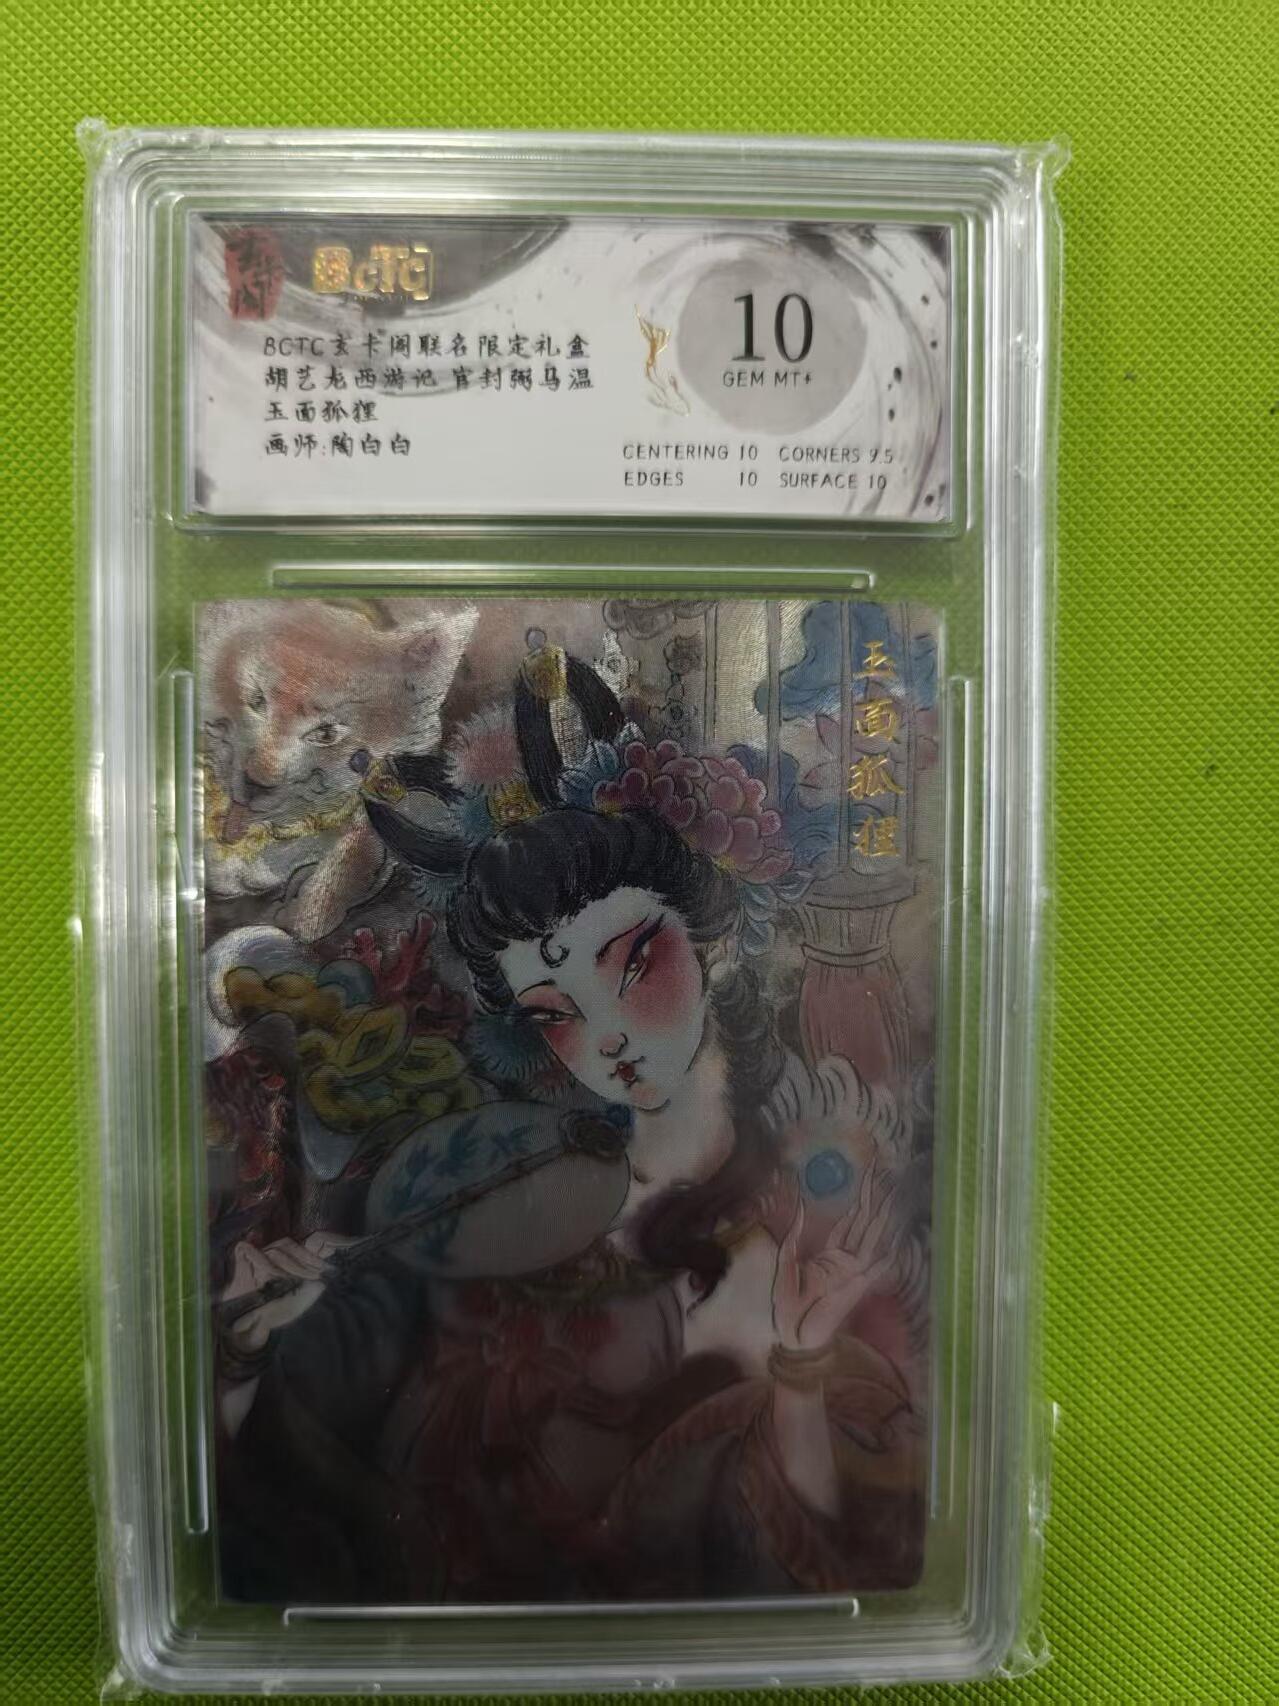 BCTC
BCTC玄卡阁联名限定礼盒
胡艺龙西游记 官封弼马温
玉面狐狸
画师:陶白白
10
GEM MT+
CENTERING 10 CORNERS 9.5
EDGES 10 SURFACE 10
玉面狐狸